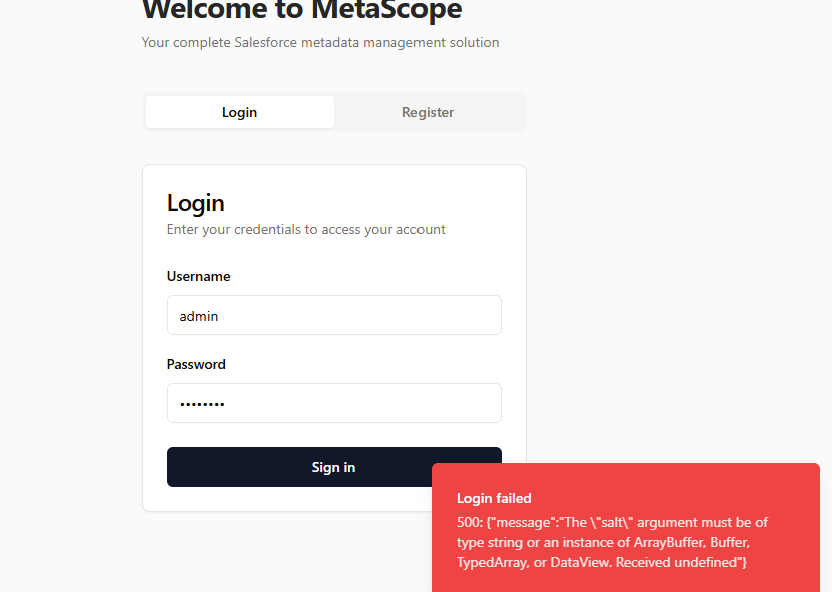 Welcome to MetaScope
Your complete Salesforce metadata management solution
Login
Register
Login
Enter your credentials to access your account
Username
admin
Password
••••••••
Sign in
Login failed
500: {"message":"The \"salt\" argument must be of
type string or an instance of ArrayBuffer, Buffer,
TypedArray, or DataView. Received undefined"}